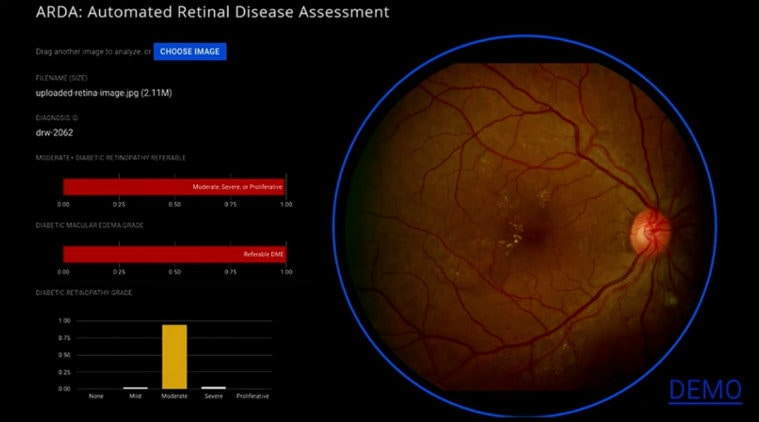 ARDA: Automated Retinal Disease Assessment
Drag another image to analyze, or CHOOSE IMAGE
FILENAME (SIZE)
uploaded-retina-image.jpg (2.11M)
DIAGNOSIS ID
drw-2062
MODERATE+ DIABETIC RETINOPATHY REFERABLE
Moderate, Severe, or Proliferative
0.00 0.25 0.50 0.75 1.00
DIABETIC MACULAR EDEMA GRADE
Referable DME
0.00 0.25 0.50 0.75 1.00
DIABETIC RETINOPATHY GRADE
1.00
0.75
0.50
0.25
0.00
None Mild Moderate Severe Proliferative
DEMO